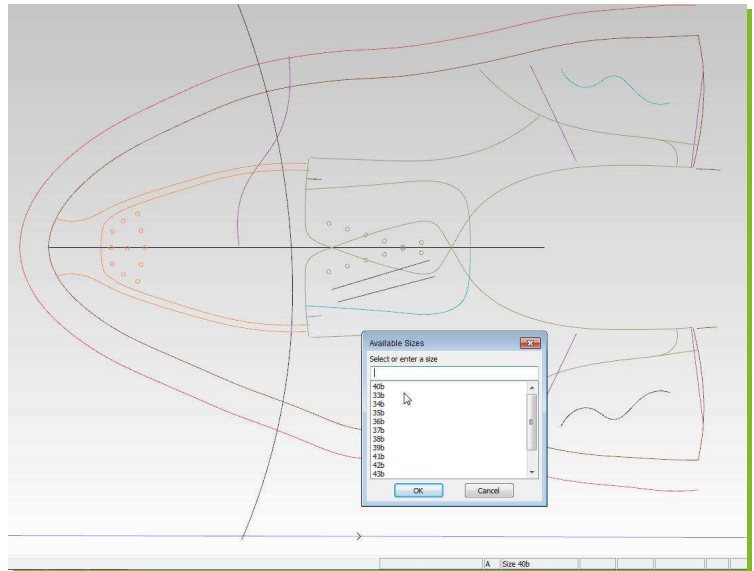 Available Sizes
Select or enter a size
40b
33b
34b
35b
36b
37b
38b
39b
41b
42b
43b
OK Cancel
A Size 40b